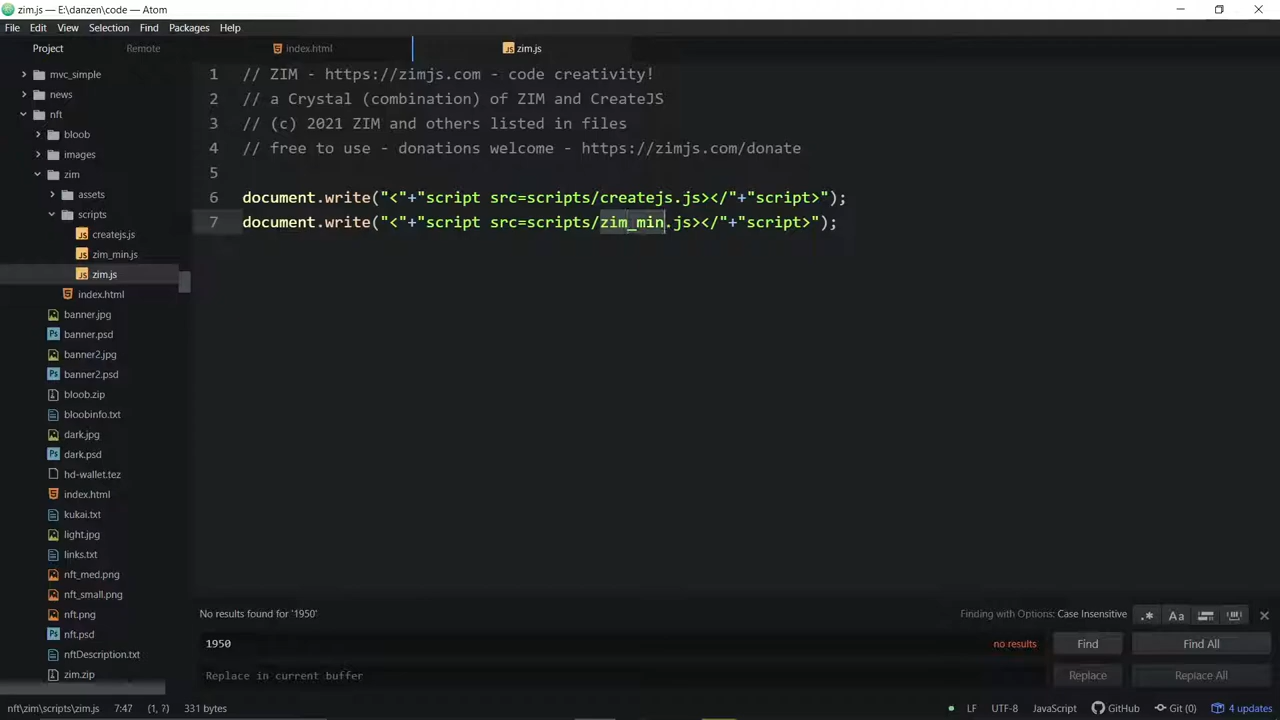 zim.js — E:\danzen\code — Atom
File Edit View Selection Find Packages Help
Project
Remote
index.html
zim.js
mvc_simple
news
nft
bloob
images
zim
assets
scripts
createjs.js
zim_min.js
zim.js
index.html
banner.jpg
banner.psd
banner2.jpg
banner2.psd
bloob.zip
bloobinfo.txt
dark.jpg
dark.psd
hd-wallet.tez
index.html
kukai.txt
light.jpg
links.txt
nft_med.png
nft_small.png
nft.png
nft.psd
nftDescription.txt
zim.zip
1 // ZIM - https://zimjs.com - code creativity!
2 // a Crystal (combination) of ZIM and CreateJS
3 // (c) 2021 ZIM and others listed in files
4 // free to use - donations welcome - https://zimjs.com/donate
5
6 document.write("<"+"script src=scripts/createjs.js></"+"script>");
7 document.write("<"+"script src=scripts/zim_min.js></"+"script>");
No results found for '1950'
Finding with Options: Case Insensitive
.* Aa
1950
no results
Find
Find All
Replace in current buffer
Replace
Replace All
nft\zim\scripts\zim.js 7:47 (1, ?) 331 bytes
LF UTF-8 JavaScript GitHub Git (0) 4 updates